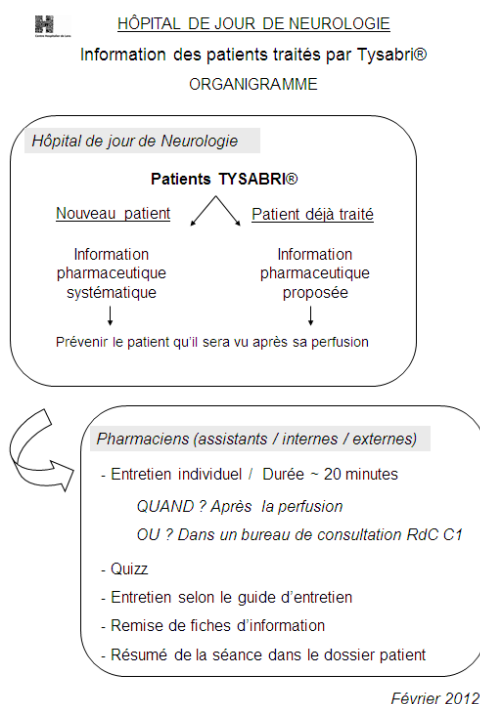 HÔPITAL DE JOUR DE NEUROLOGIE
Information des patients traités par Tysabri®
ORGANIGRAMME
Hôpital de jour de Neurologie
Patients TYSABRI®
Nouveau patient
Patient déjà traité
Information
pharmaceutique
systématique
Information
pharmaceutique
proposée
Prévenir le patient qu'il sera vu après sa perfusion
Pharmaciens (assistants / internes / externes)
- Entretien individuel / Durée ~ 20 minutes
QUAND ? Après la perfusion
OU ? Dans un bureau de consultation RdC C1
- Quizz
- Entretien selon le guide d'entretien
- Remise de fiches d'information
- Résumé de la séance dans le dossier patient
Février 2012